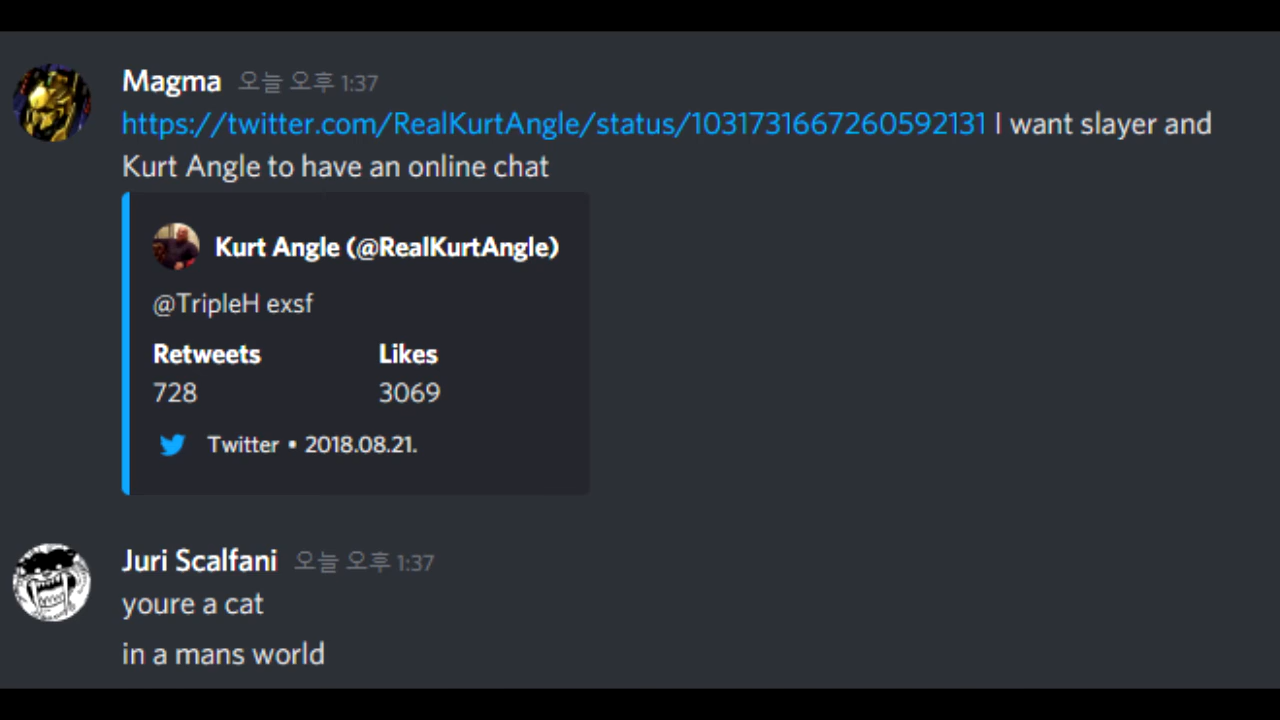 Magma 오늘 오후 1:37
https://twitter.com/RealKurtAngle/status/1031731667260592131 I want slayer and
Kurt Angle to have an online chat
Kurt Angle (@RealKurtAngle)
@TripleH exsf
Retweets Likes
728 3069
Twitter • 2018.08.21.
Juri Scalfani 오늘 오후 1:37
youre a cat
in a mans world